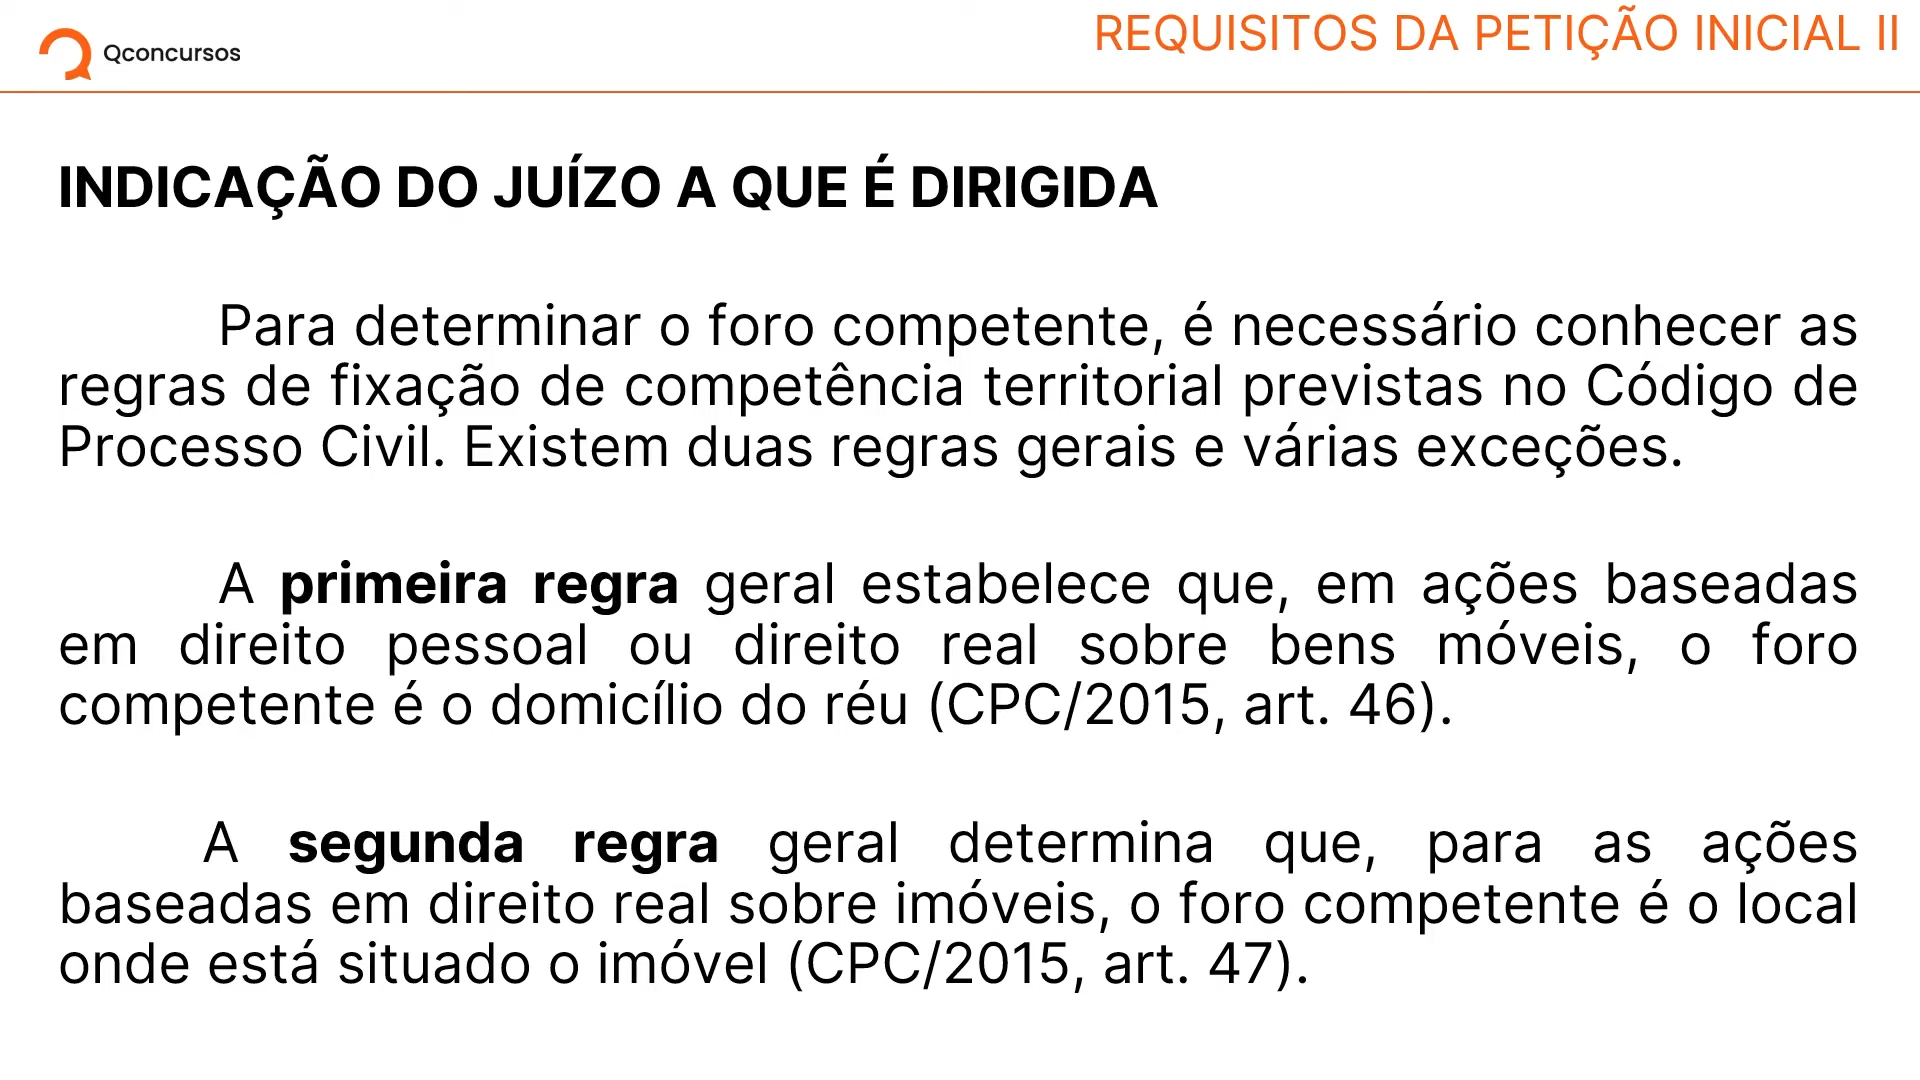 Qconcursos
REQUISITOS DA PETIÇÃO INICIAL II
INDICAÇÃO DO JUÍZO A QUE É DIRIGIDA
Para determinar o foro competente, é necessário conhecer as
regras de fixação de competência territorial previstas no Código de
Processo Civil. Existem duas regras gerais e várias exceções.
A primeira regra geral estabelece que, em ações baseadas
em direito pessoal ou direito real sobre bens móveis, o foro
competente é o domicílio do réu (CPC/2015, art. 46).
A segunda regra geral determina que, para as ações
baseadas em direito real sobre imóveis, o foro competente é o local
onde está situado o imóvel (CPC/2015, art. 47).